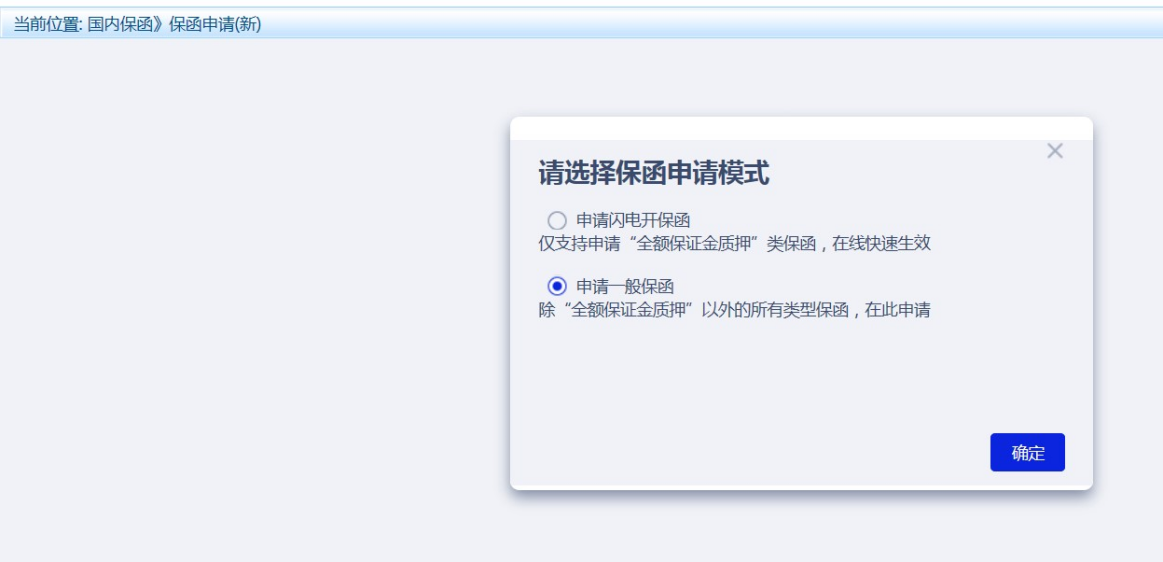 当前位置: 国内保函》保函申请(新)
请选择保函申请模式
申请闪电开保函
仅支持申请“全额保证金质押”类保函，在线快速生效
申请一般保函
除“全额保证金质押”以外的所有类型保函，在此申请
确定